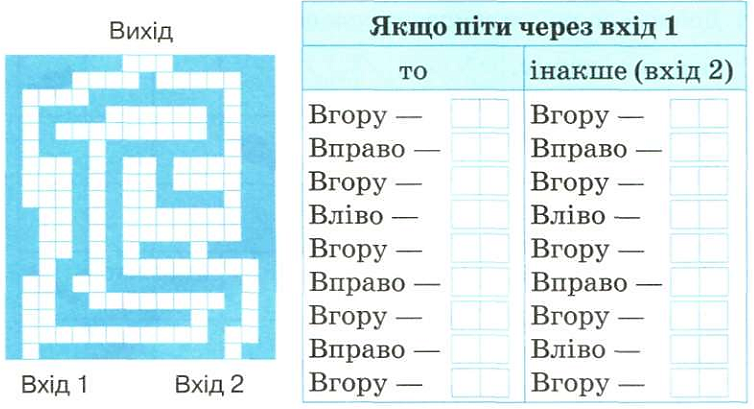 Вихід
Вхід 1
Вхід 2
Якщо піти через вхід 1
то
інакше (вхід 2)
Вгору —
Вгору —
Вправо —
Вправо —
Вгору —
Вгору —
Вліво —
Вліво —
Вгору —
Вгору —
Вправо —
Вправо —
Вгору —
Вгору —
Вправо —
Вліво —
Вгору —
Вгору —